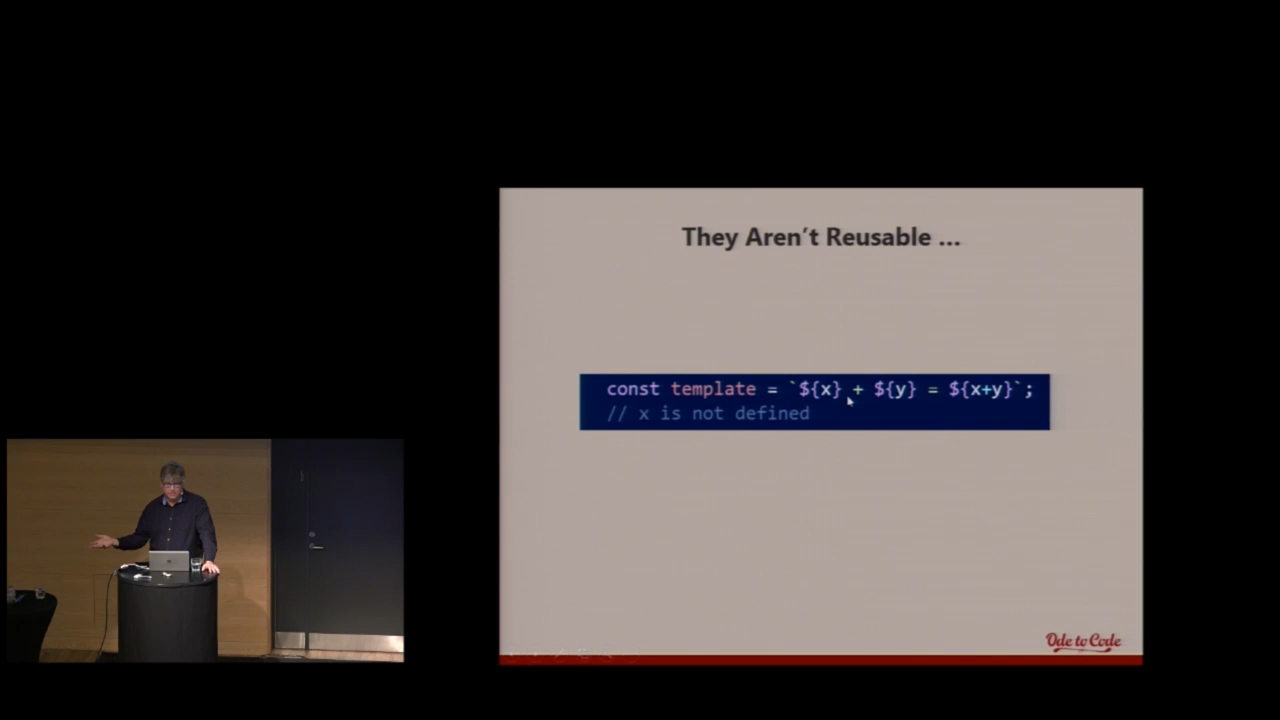 They Aren't Reusable ...
const template = `${x} + ${y} = ${x+y}`;
// x is not defined
Ode to Code